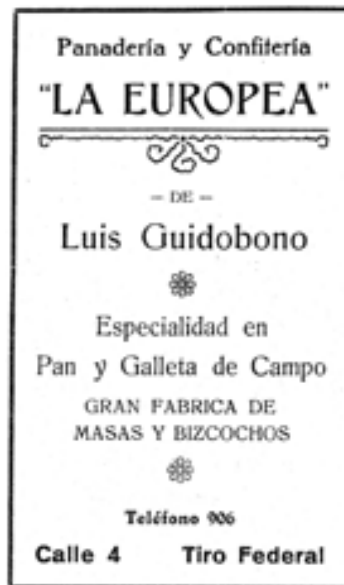 Panadería y Confitería
"LA EUROPEA"
— DE —
Luis Guidobono
Especialidad en
Pan y Galleta de Campo
GRAN FABRICA DE
MASAS Y BIZCOCHOS
Teléfono 906
Calle 4 Tiro Federal